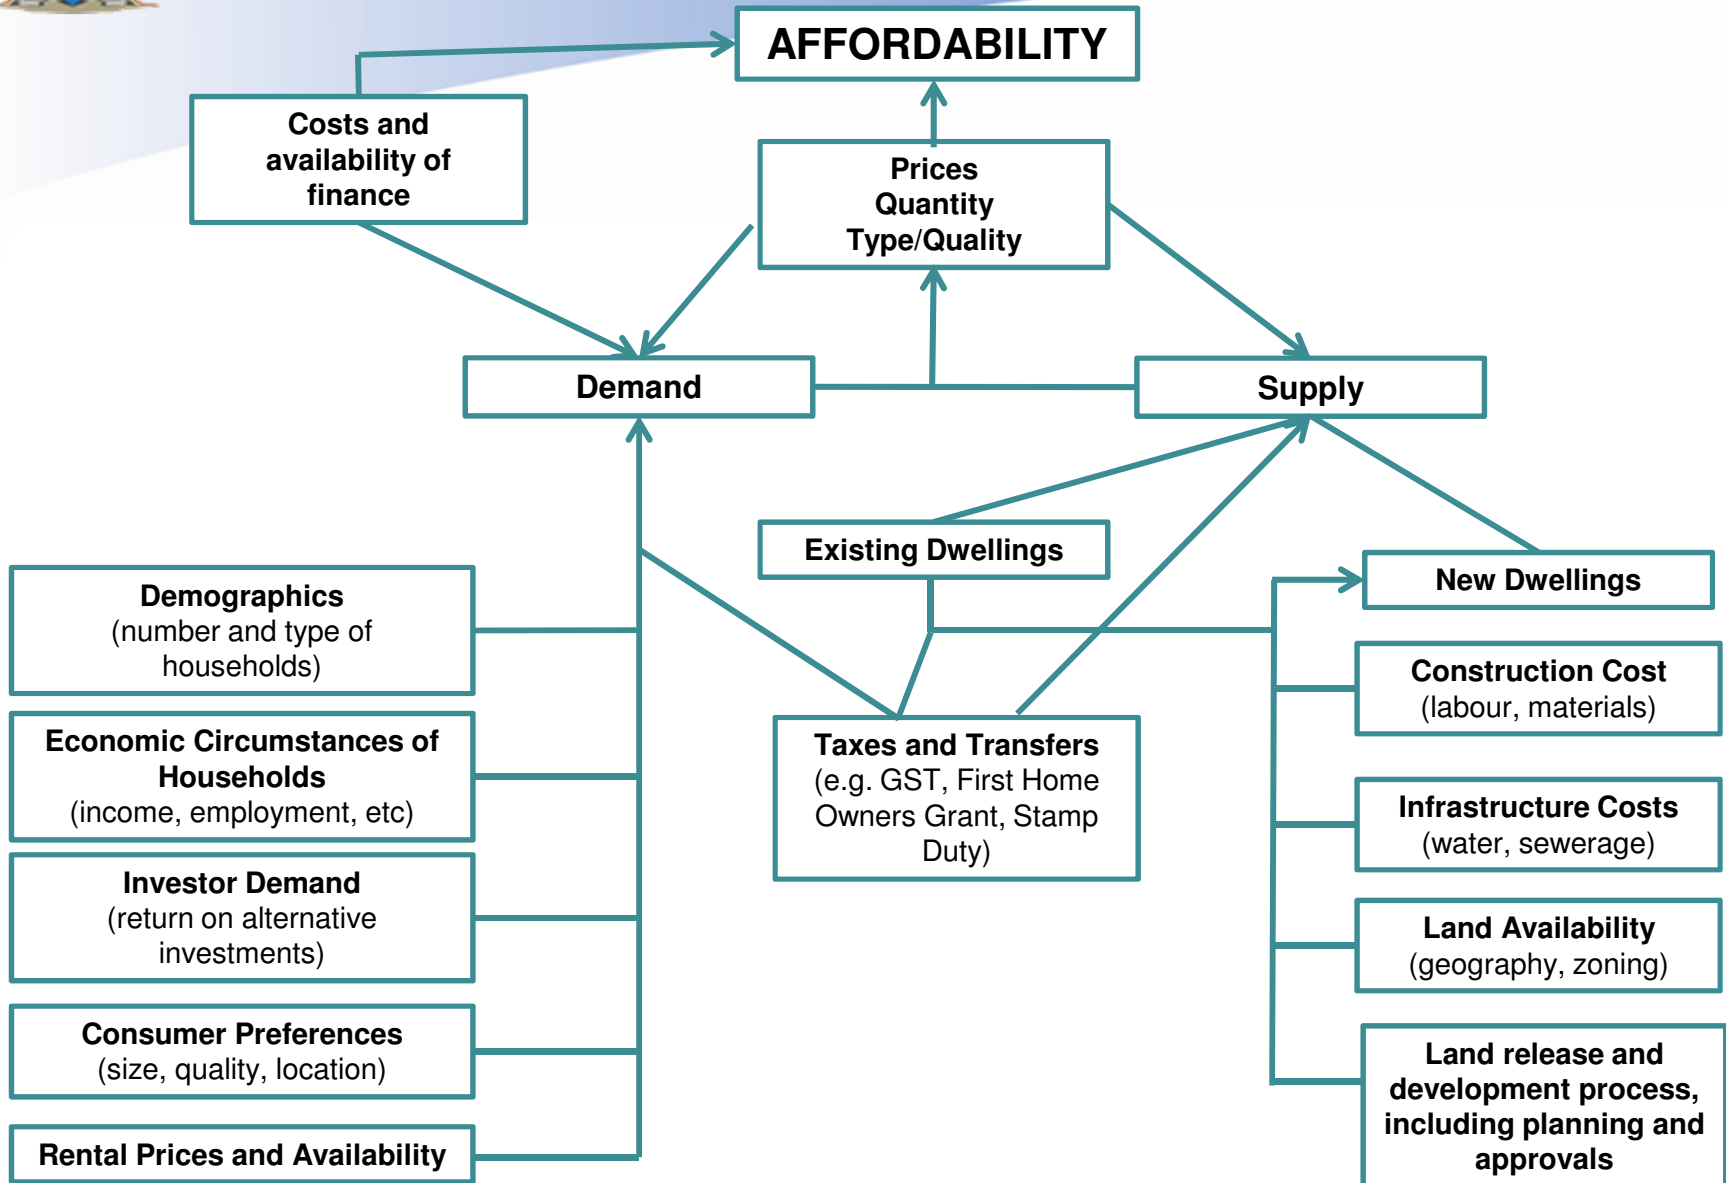 AFFORDABILITY
Costs and
availability of
finance
Prices
Quantity
Type/Quality
Demand
Supply
Existing Dwellings
New Dwellings
Demographics
(number and type of
households)
Economic Circumstances of
Households
(income, employment, etc)
Investor Demand
(return on alternative
investments)
Consumer Preferences
(size, quality, location)
Rental Prices and Availability
Taxes and Transfers
(e.g. GST, First Home
Owners Grant, Stamp
Duty)
Construction Cost
(labour, materials)
Infrastructure Costs
(water, sewerage)
Land Availability
(geography, zoning)
Land release and
development process,
including planning and
approvals